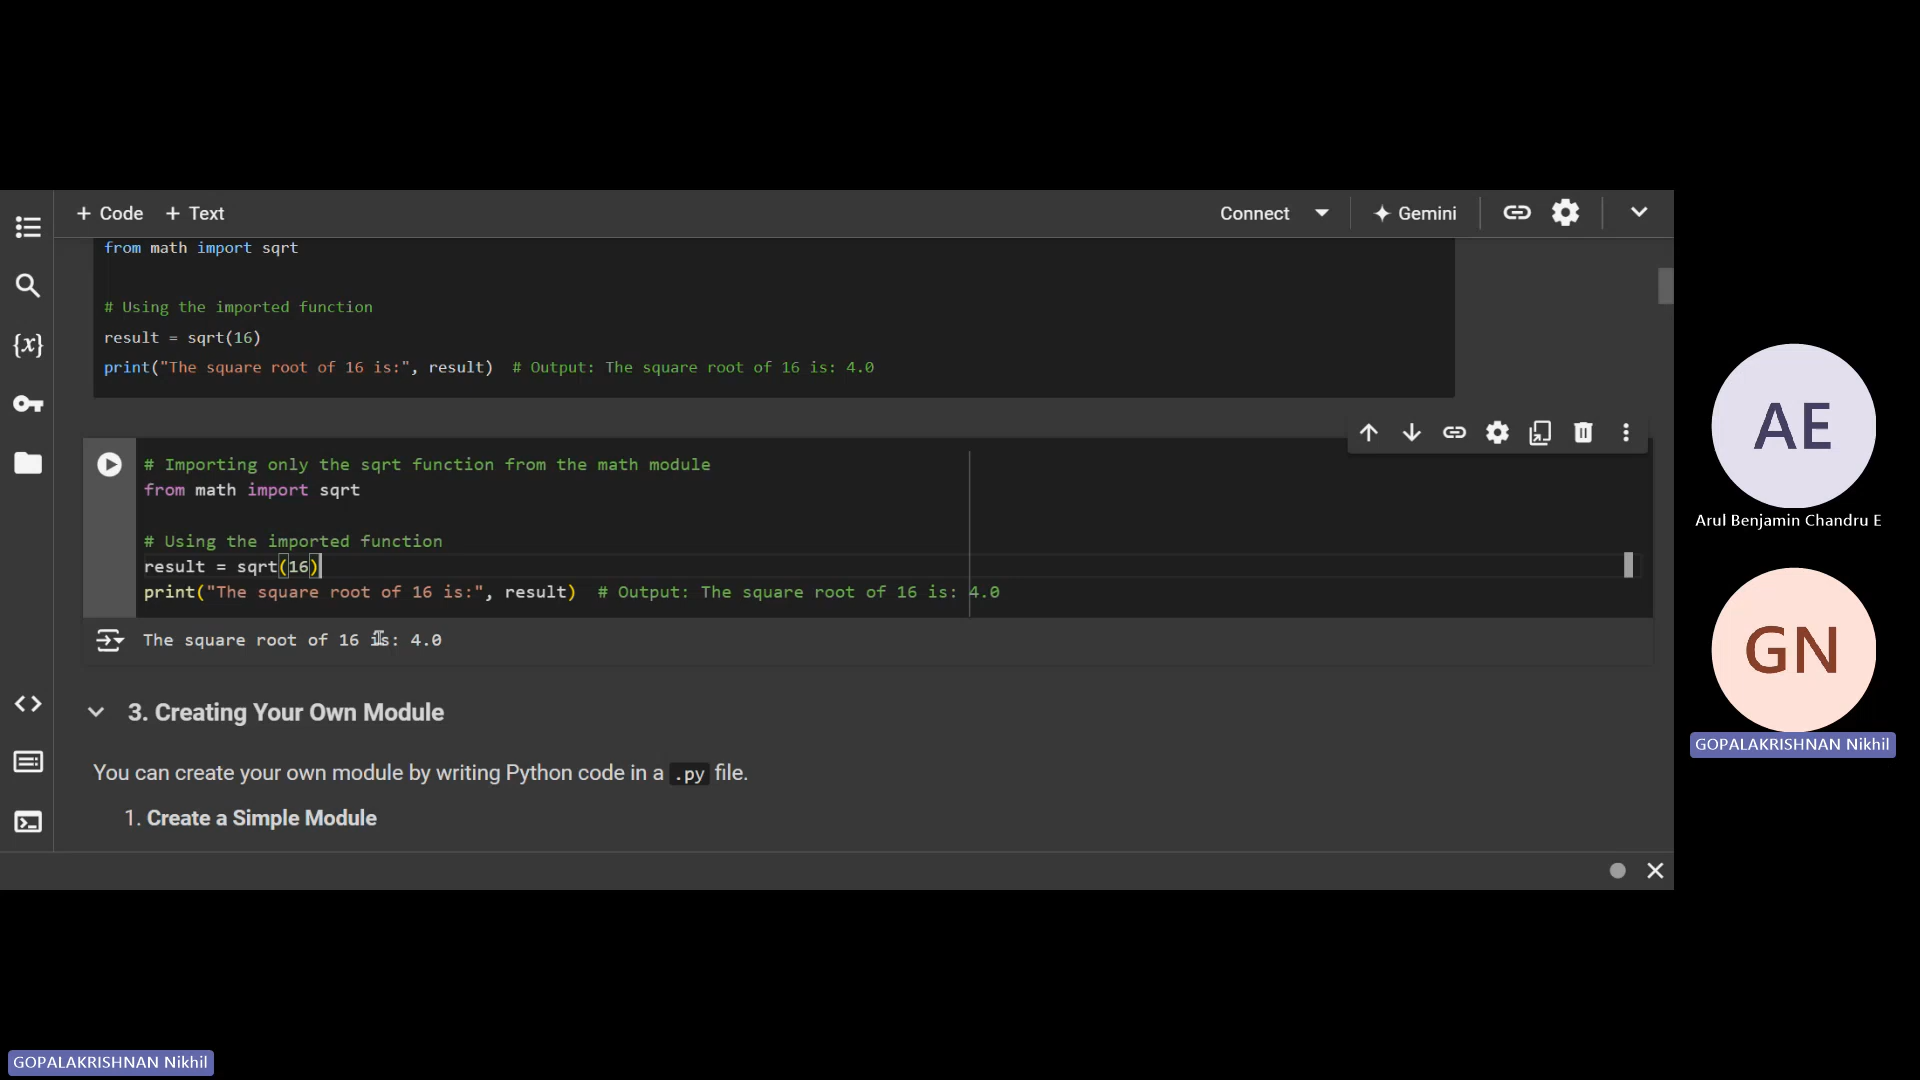 + Code + Text
Connect
Gemini
from math import sqrt
# Using the imported function
result = sqrt(16)
print("The square root of 16 is:", result)  # Output: The square root of 16 is: 4.0
{x}
# Importing only the sqrt function from the math module
from math import sqrt
# Using the imported function
result = sqrt(16)
print("The square root of 16 is:", result)  # Output: The square root of 16 is: 4.0
The square root of 16 is: 4.0
3. Creating Your Own Module
You can create your own module by writing Python code in a .py file.
1. Create a Simple Module
AE
Arul Benjamin Chandru E
GN
GOPALAKRISHNAN Nikhil
GOPALAKRISHNAN Nikhil